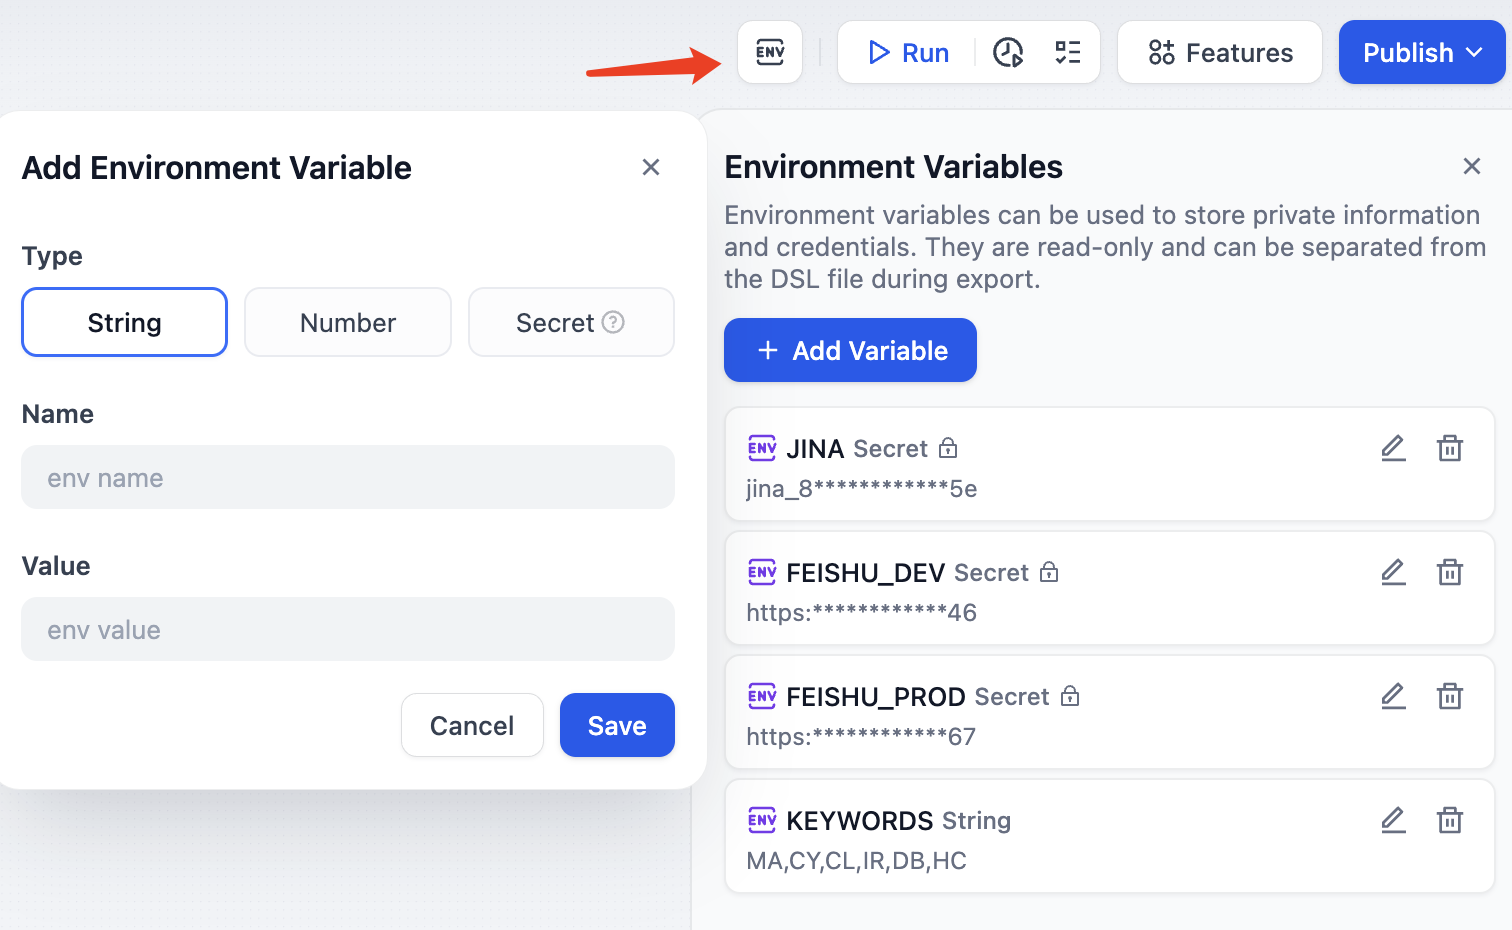 ENV
Run
Features
Publish
Add Environment Variable
Type
String
Number
Secret
Name
env name
Value
env value
Cancel
Save
Environment Variables
Environment variables can be used to store private information
and credentials. They are read-only and can be separated from
the DSL file during export.
+ Add Variable
ENV JINA Secret
jina_8************5e
ENV FEISHU_DEV Secret
https:************46
ENV FEISHU_PROD Secret
https:************67
ENV KEYWORDS String
MA,CY,CL,IR,DB,HC